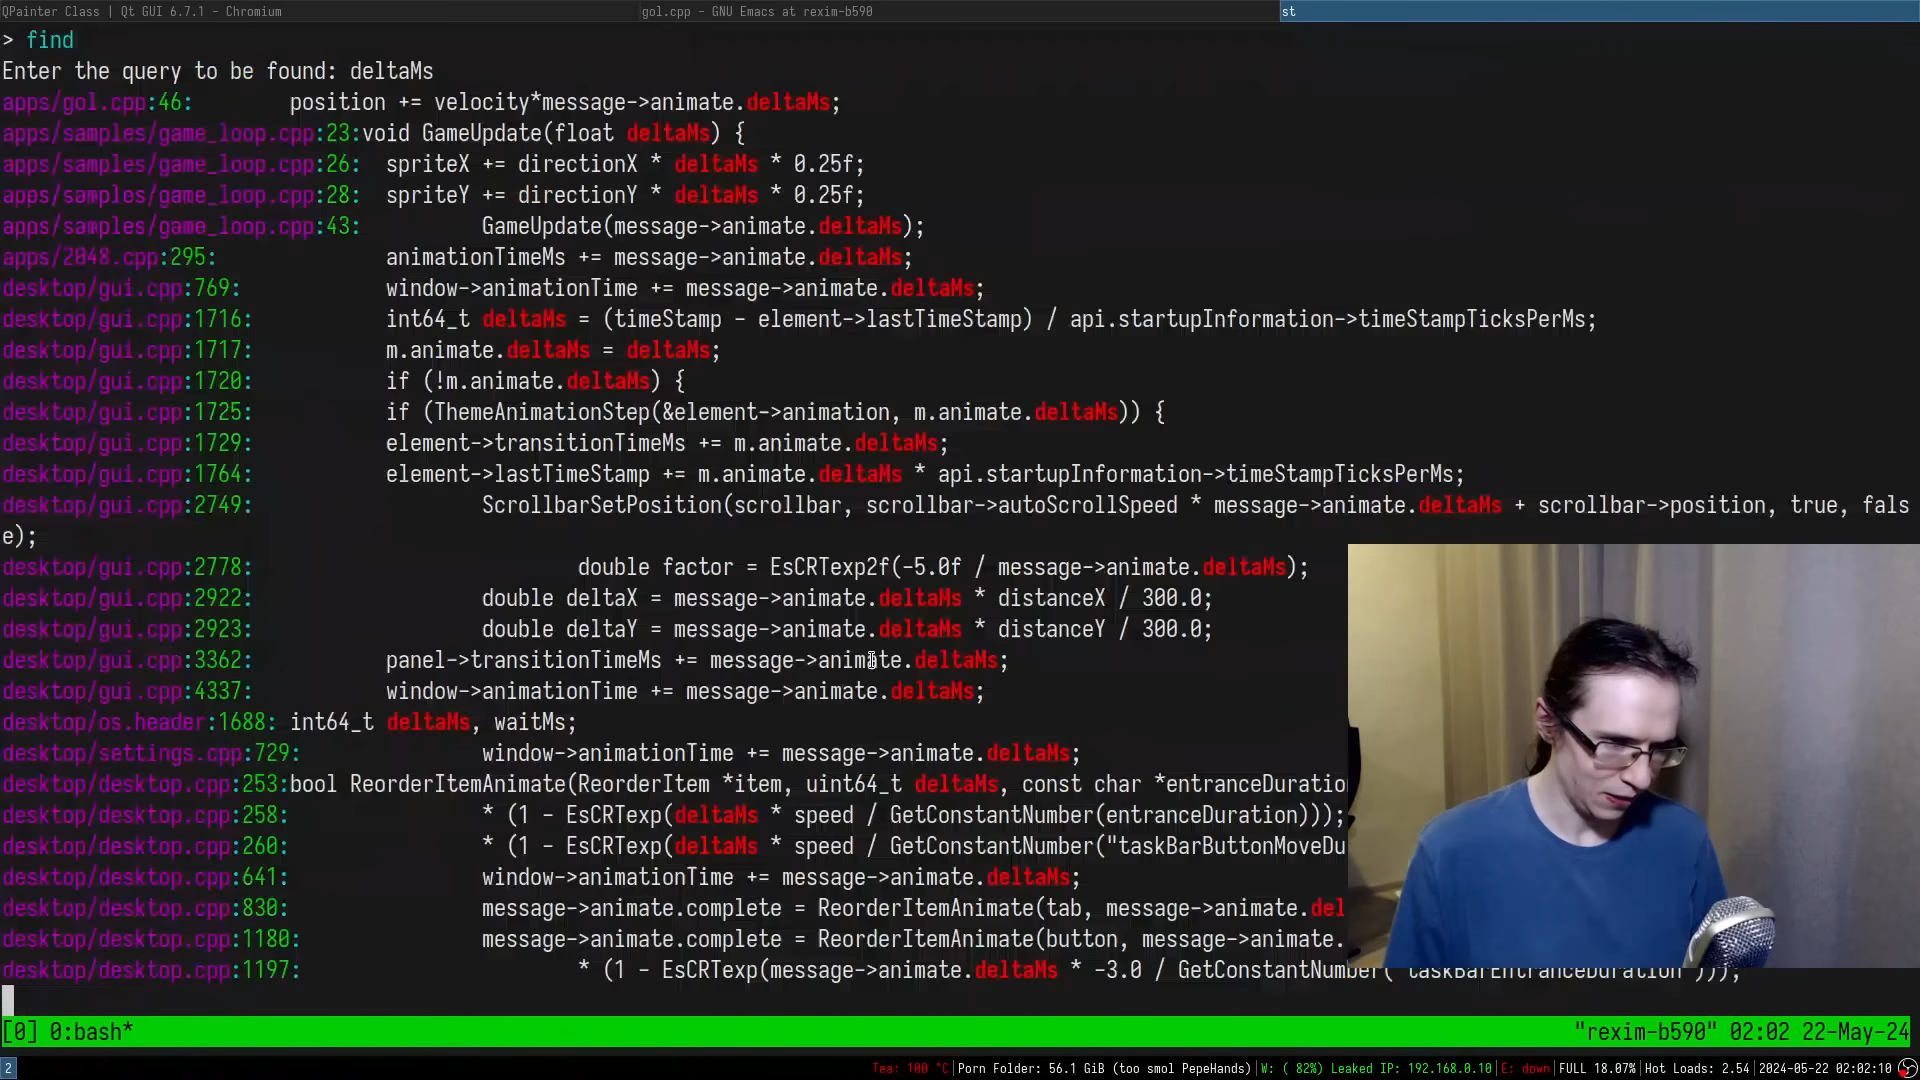 QPainter Class | Qt GUI 6.7.1 - Chromium
gol.cpp - GNU Emacs at rexim-b590
st
> find
Enter the query to be found: deltaMs
apps/gol.cpp:46:        position += velocity*message->animate.deltaMs;
apps/samples/game_loop.cpp:23:void GameUpdate(float deltaMs) {
apps/samples/game_loop.cpp:26:  spriteX += directionX * deltaMs * 0.25f;
apps/samples/game_loop.cpp:28:  spriteY += directionY * deltaMs * 0.25f;
apps/samples/game_loop.cpp:43:          GameUpdate(message->animate.deltaMs);
apps/2048.cpp:295:              animationTimeMs += message->animate.deltaMs;
desktop/gui.cpp:769:            window->animationTime += message->animate.deltaMs;
desktop/gui.cpp:1716:           int64_t deltaMs = (timeStamp - element->lastTimeStamp) / api.startupInformation->timeStampTicksPerMs;
desktop/gui.cpp:1717:           m.animate.deltaMs = deltaMs;
desktop/gui.cpp:1720:           if (!m.animate.deltaMs) {
desktop/gui.cpp:1725:           if (ThemeAnimationStep(&element->animation, m.animate.deltaMs)) {
desktop/gui.cpp:1729:           element->transitionTimeMs += m.animate.deltaMs;
desktop/gui.cpp:1764:           element->lastTimeStamp += m.animate.deltaMs * api.startupInformation->timeStampTicksPerMs;
desktop/gui.cpp:2749:                   ScrollbarSetPosition(scrollbar, scrollbar->autoScrollSpeed * message->animate.deltaMs + scrollbar->position, true, fals
e);
desktop/gui.cpp:2778:                           double factor = EsCRTexp2f(-5.0f / message->animate.deltaMs);
desktop/gui.cpp:2922:                   double deltaX = message->animate.deltaMs * distanceX / 300.0;
desktop/gui.cpp:2923:                   double deltaY = message->animate.deltaMs * distanceY / 300.0;
desktop/gui.cpp:3362:           panel->transitionTimeMs += message->animate.deltaMs;
desktop/gui.cpp:4337:           window->animationTime += message->animate.deltaMs;
desktop/os.header:1688: int64_t deltaMs, waitMs;
desktop/settings.cpp:729:               window->animationTime += message->animate.deltaMs;
desktop/desktop.cpp:253:bool ReorderItemAnimate(ReorderItem *item, uint64_t deltaMs, const char *entranceDuratio
desktop/desktop.cpp:258:                * (1 - EsCRTexp(deltaMs * speed / GetConstantNumber(entranceDuration)));
desktop/desktop.cpp:260:                * (1 - EsCRTexp(deltaMs * speed / GetConstantNumber("taskBarButtonMoveDu
desktop/desktop.cpp:641:                window->animationTime += message->animate.deltaMs;
desktop/desktop.cpp:830:                message->animate.complete = ReorderItemAnimate(tab, message->animate.del
desktop/desktop.cpp:1180:               message->animate.complete = ReorderItemAnimate(button, message->animate.
desktop/desktop.cpp:1197:                       * (1 - EsCRTexp(message->animate.deltaMs * -3.0 / GetConstantNumber("taskBarEntranceDuration")));
[0] 0:bash*
"rexim-b590" 02:02 22-May-24
2
Tea: 100 °C|Porn Folder: 56.1 GiB (too smol PepeHands)|W: ( 82%) Leaked IP: 192.168.0.10|E: down|FULL 18.07%|Hot Loads: 2.54|2024-05-22 02:02:10